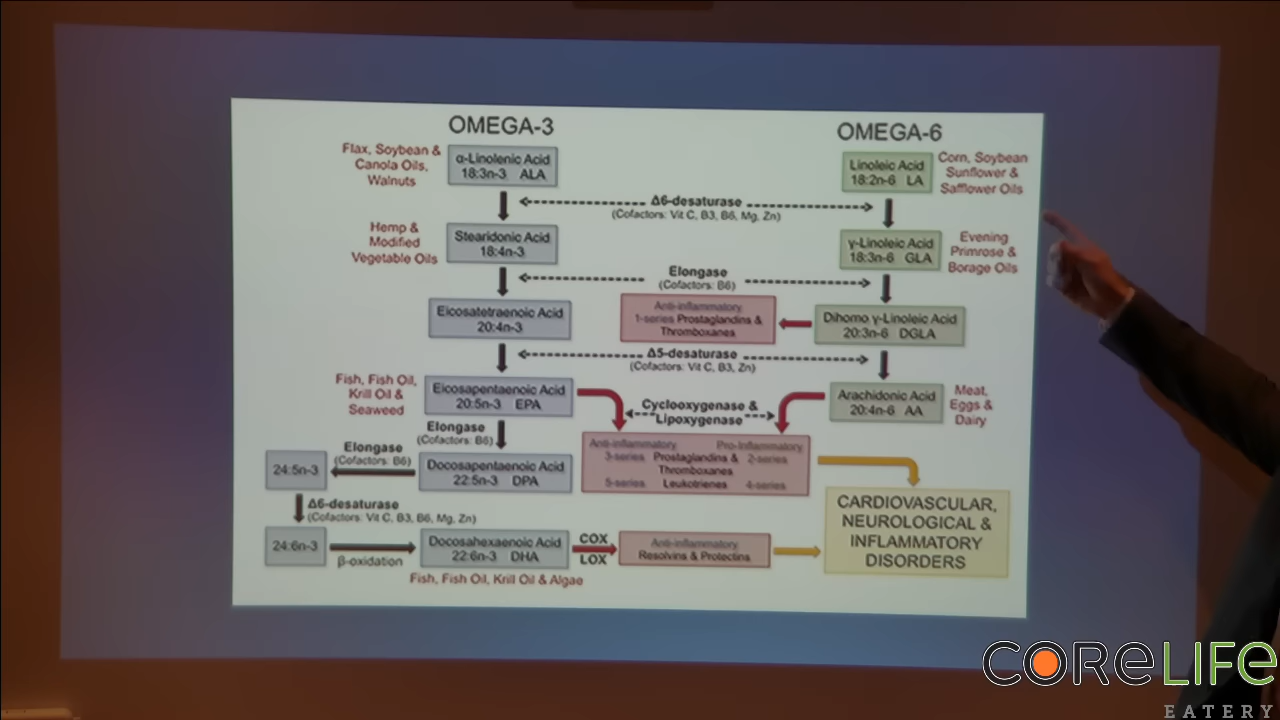 OMEGA-3
OMEGA-6
Flax, Soybean &
Canola Oils,
Walnuts
α-Linolenic Acid
18:3n-3 ALA
Linoleic Acid
18:2n-6 LA
Corn, Soybean
Sunflower &
Safflower Oils
Δ6-desaturase
(Cofactors: Vit C, B3, B6, Mg, Zn)
Hemp &
Modified
Vegetable Oils
Stearidonic Acid
18:4n-3
γ-Linoleic Acid
18:3n-6 GLA
Evening
Primrose &
Borage Oils
Elongase
(Cofactors: B6)
Eicosatetraenoic Acid
20:4n-3
Anti-inflammatory
1-series Prostaglandins &
Thromboxanes
Dihomo γ-Linoleic Acid
20:3n-6 DGLA
Δ5-desaturase
(Cofactors: Vit C, B3, Zn)
Fish, Fish Oil,
Krill Oil &
Seaweed
Eicosapentaenoic Acid
20:5n-3 EPA
Cyclooxygenase &
Lipoxygenase
Arachidonic Acid
20:4n-6 AA
Meat,
Eggs &
Dairy
Elongase
(Cofactors: B6)
Elongase
(Cofactors: B6)
24:5n-3
Docosapentaenoic Acid
22:5n-3 DPA
Anti-inflammatory Pro-Inflammatory
3-series Prostaglandins & 2-series
Thromboxanes
5-series Leukotrienes 4-series
Δ6-desaturase
(Cofactors: Vit C, B3, B6, Mg, Zn)
24:6n-3
β-oxidation
Docosahexaenoic Acid
22:6n-3 DHA
COX
LOX
Anti-inflammatory
Resolvins & Protectins
CARDIOVASCULAR,
NEUROLOGICAL &
INFLAMMATORY
DISORDERS
Fish, Fish Oil, Krill Oil & Algae
CORELIFE
EATERY